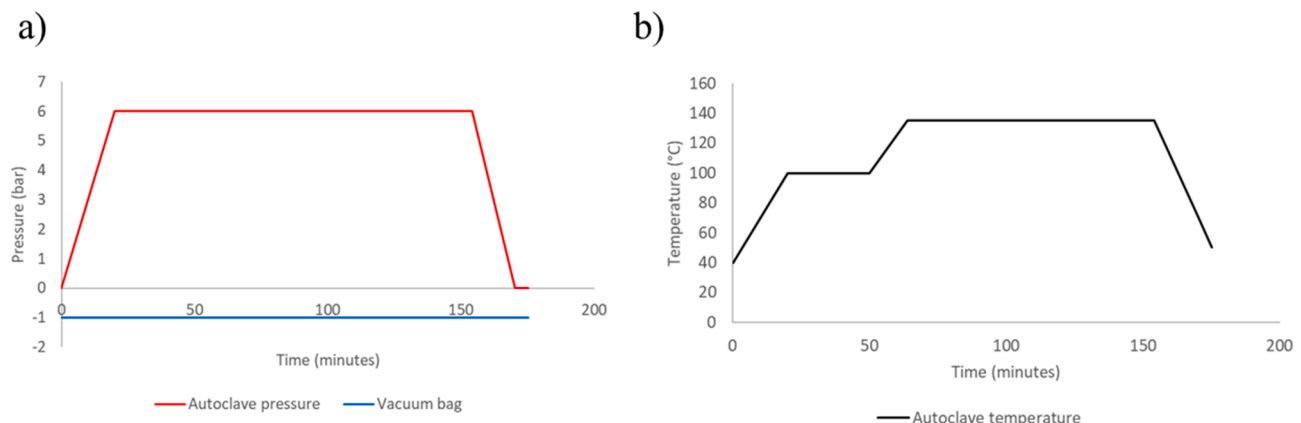 a)
7
6
5
4
3
2
1
0
-1
-2
Pressure (bar)
0 50 100 150 200
Time (minutes)
Autoclave pressure Vacuum bag
b)
160
140
120
100
80
60
40
20
0
Temperature (°C)
0 50 100 150 200
Time (minutes)
Autoclave temperature